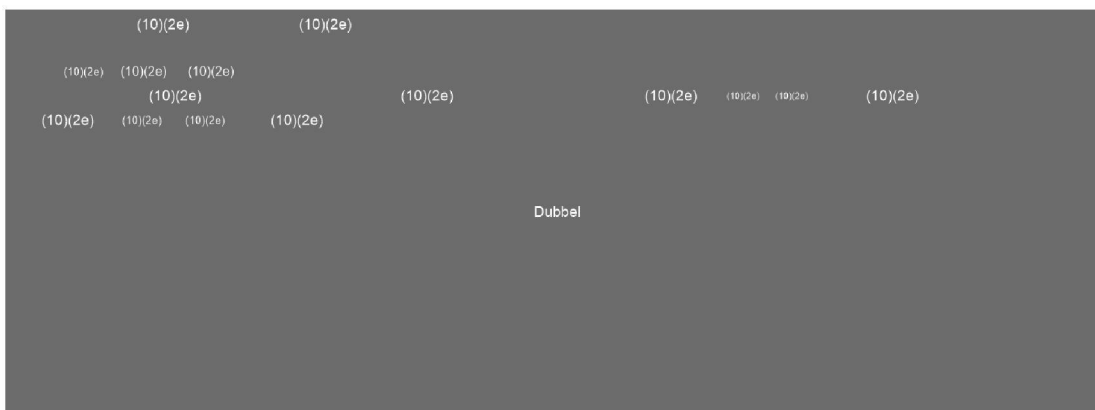 (10)(2e) (10)(2e)
(10)(2e) (10)(2e) (10)(2e)
(10)(2e) (10)(2e) (10)(2e) (10)(2e) (10)(2e) (10)(2e)
(10)(2e) (10)(2e) (10)(2e) (10)(2e)
Dubbel